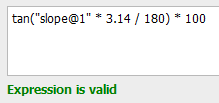 tan("slope@1" * 3.14 / 180) * 100
Expression is valid